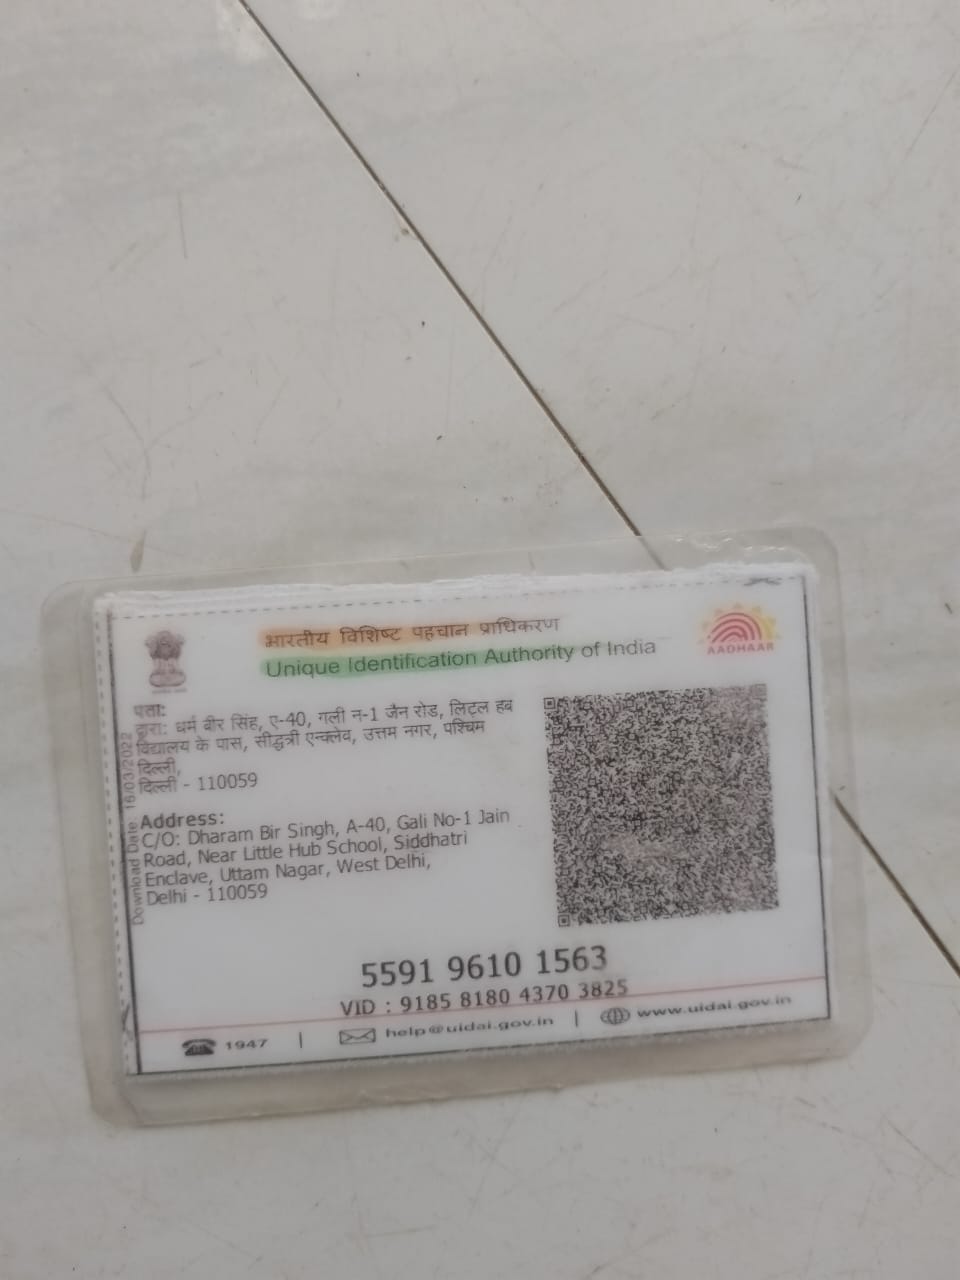 भारतीय विशिष्ट पहचान प्राधिकरण
Unique Identification Authority of India
AADHAAR
पता:
द्वारा: धर्म बीर सिंह, ए-40, गली न-1 जैन रोड, लिटल हब
विद्यालय के पास, सीद्धत्री एन्क्लेव, उत्तम नगर, पश्चिम
दिल्ली,
दिल्ली - 110059
Address:
C/O: Dharam Bir Singh, A-40, Gali No-1 Jain
Road, Near Little Hub School, Siddhatri
Enclave, Uttam Nagar, West Delhi,
Delhi - 110059
Download Date: 16/03/2022
5591 9610 1563
VID : 9185 8180 4370 3825
1947 | help@uidai.gov.in | www.uidai.gov.in